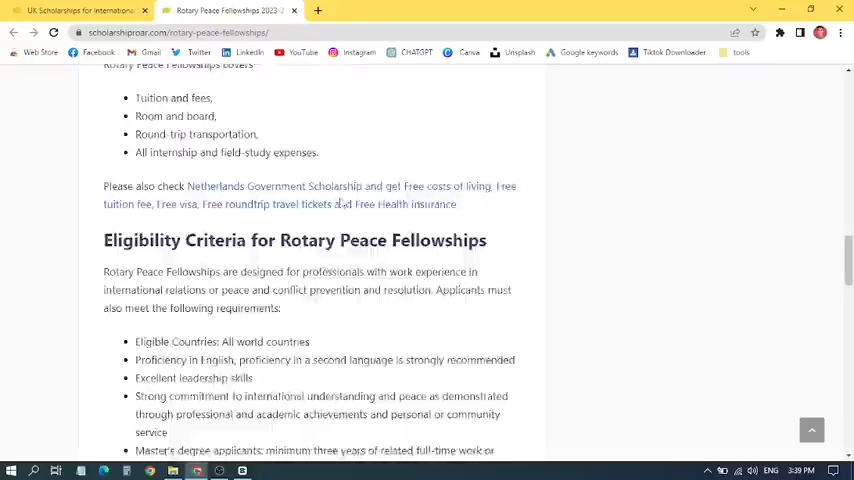 UK Scholarships for Internationa
Rotary Peace Fellowships 2023-2
scholarshiproar.com/rotary-peace-fellowships/
Web Store Facebook Gmail Twitter LinkedIn YouTube Instagram CHATGPT Canva Unsplash Google keywords Tiktok Downloader tools
Rotary Peace Fellowships covers
Tuition and fees,
Room and board,
Round-trip transportation,
All internship and field-study expenses.
Please also check Netherlands Government Scholarship and get Free costs of living, Free
tuition fee, Free visa, Free roundtrip travel tickets and Free Health insurance
Eligibility Criteria for Rotary Peace Fellowships
Rotary Peace Fellowships are designed for professionals with work experience in
international relations or peace and conflict prevention and resolution. Applicants must
also meet the following requirements:
Eligible Countries: All world countries
Proficiency in English, proficiency in a second language is strongly recommended
Excellent leadership skills
Strong commitment to international understanding and peace as demonstrated
through professional and academic achievements and personal or community
service
Master's degree applicants: minimum three years of related full-time work or
ENG 3:39 PM